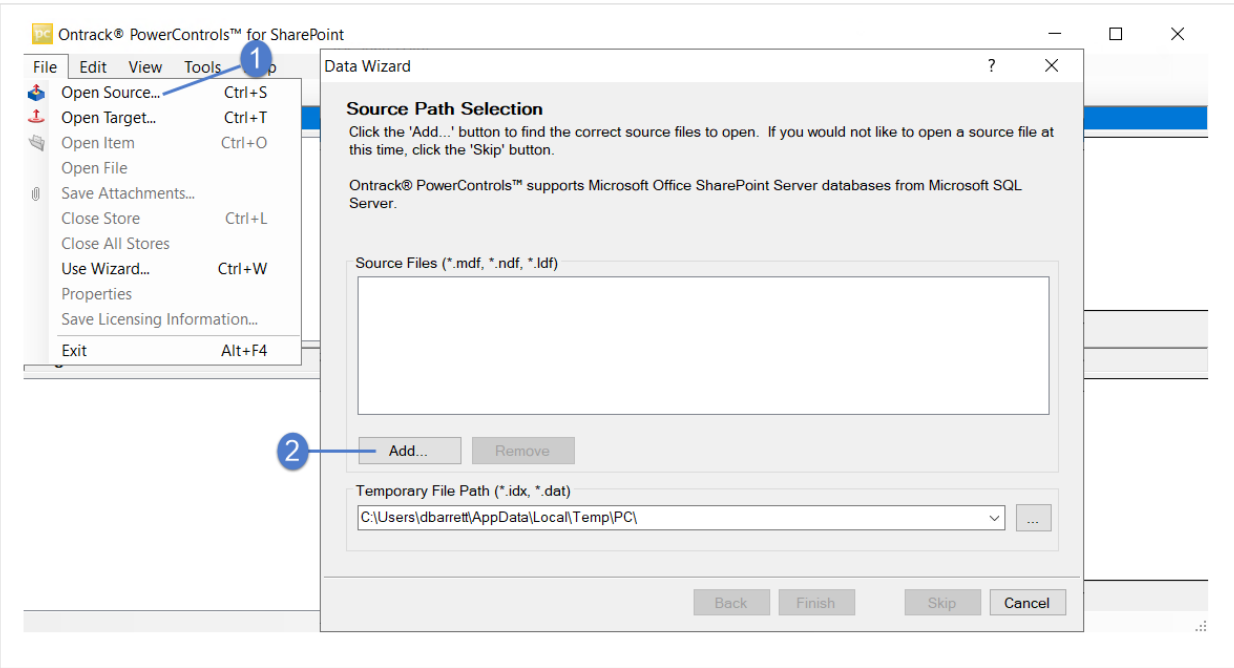 pc Ontrack® PowerControls™ for SharePoint
File Edit View Tools
1
Open Source... Ctrl+S
Open Target... Ctrl+T
Open Item Ctrl+O
Open File
Save Attachments...
Close Store Ctrl+L
Close All Stores
Use Wizard... Ctrl+W
Properties
Save Licensing Information...
Exit Alt+F4
Data Wizard ?
Source Path Selection
Click the 'Add...' button to find the correct source files to open. If you would not like to open a source file at
this time, click the 'Skip' button.
Ontrack® PowerControls™ supports Microsoft Office SharePoint Server databases from Microsoft SQL
Server.
Source Files (*.mdf, *.ndf, *.ldf)
2
Add... Remove
Temporary File Path (*.idx, *.dat)
C:\Users\dbarrett\AppData\Local\Temp\PC\ ...
Back Finish Skip Cancel